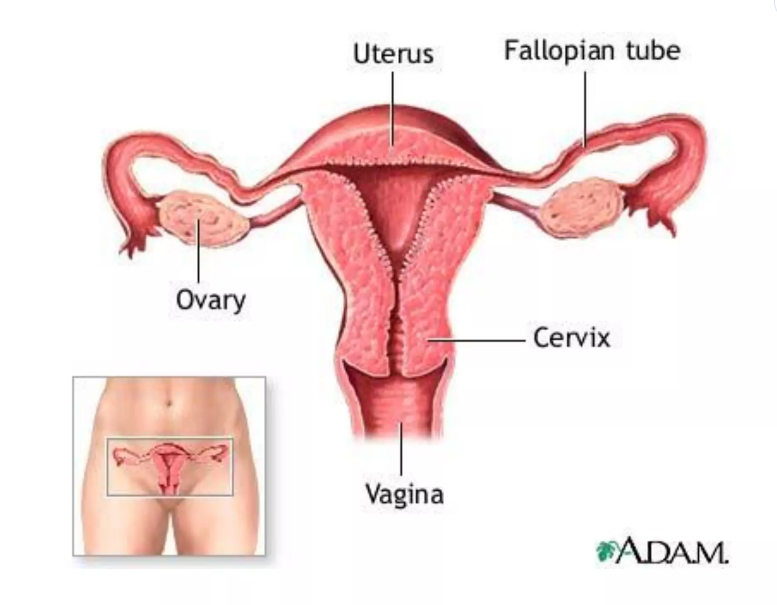 Uterus
Fallopian tube
Ovary
Cervix
Vagina
A.D.A.M.